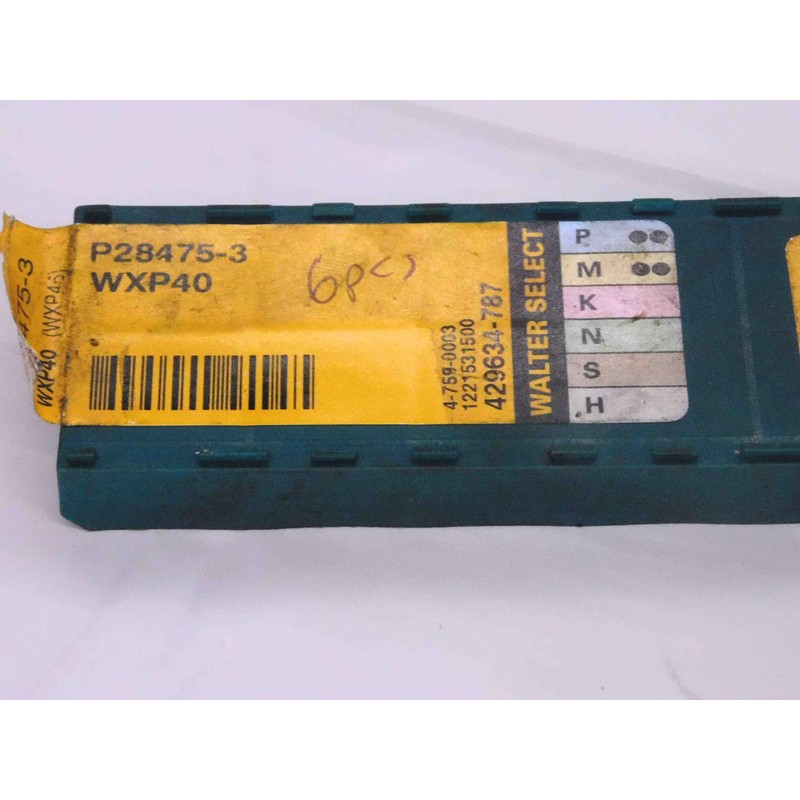 P28475-3
WXP40
6pcs
4-759-0003
1221531500
429634-787
WALTER SELECT
P
M
K
N
S
H
475-3
WXP40 (WXP45)